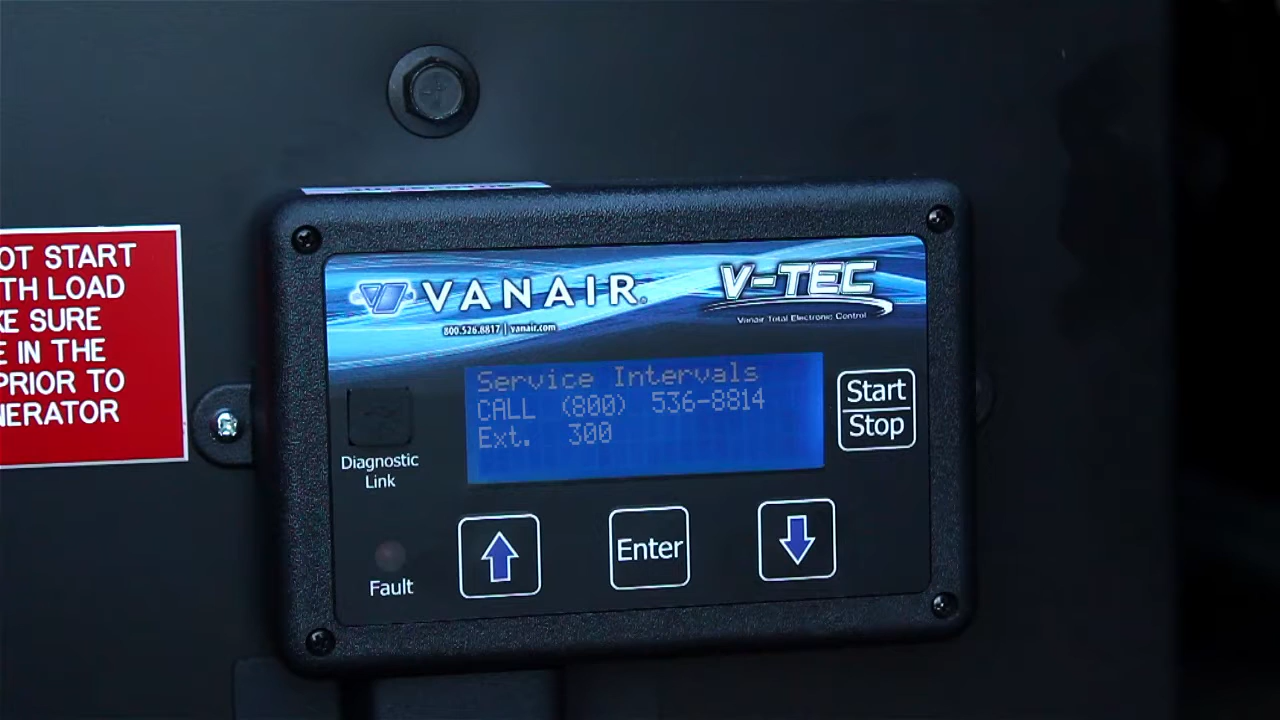 OT START
TH LOAD
KE SURE
E IN THE
PRIOR TO
NERATOR
VANAIR
800.526.8817 | vanair.com
V-TEC
Vanair Total Electronic Control
Service Intervals
CALL (800) 536-8814
Ext. 300
Start
Stop
Diagnostic
Link
Fault
Enter